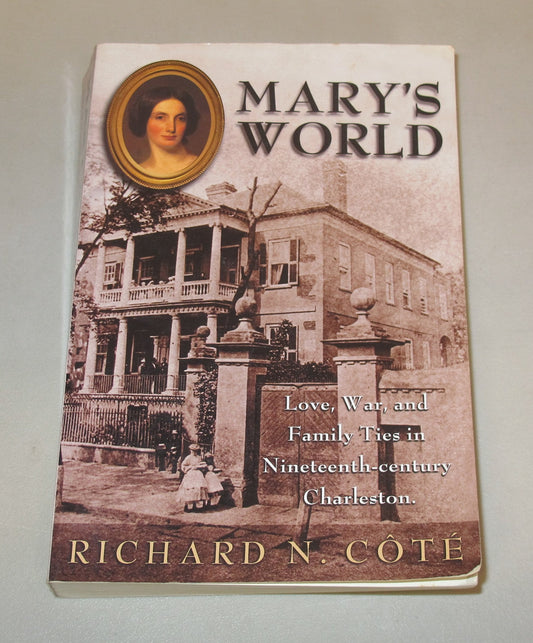 MARY'S
WORLD
Love, War, and
Family Ties in
Nineteenth-century
Charleston.
RICHARD N. CÔTÉ